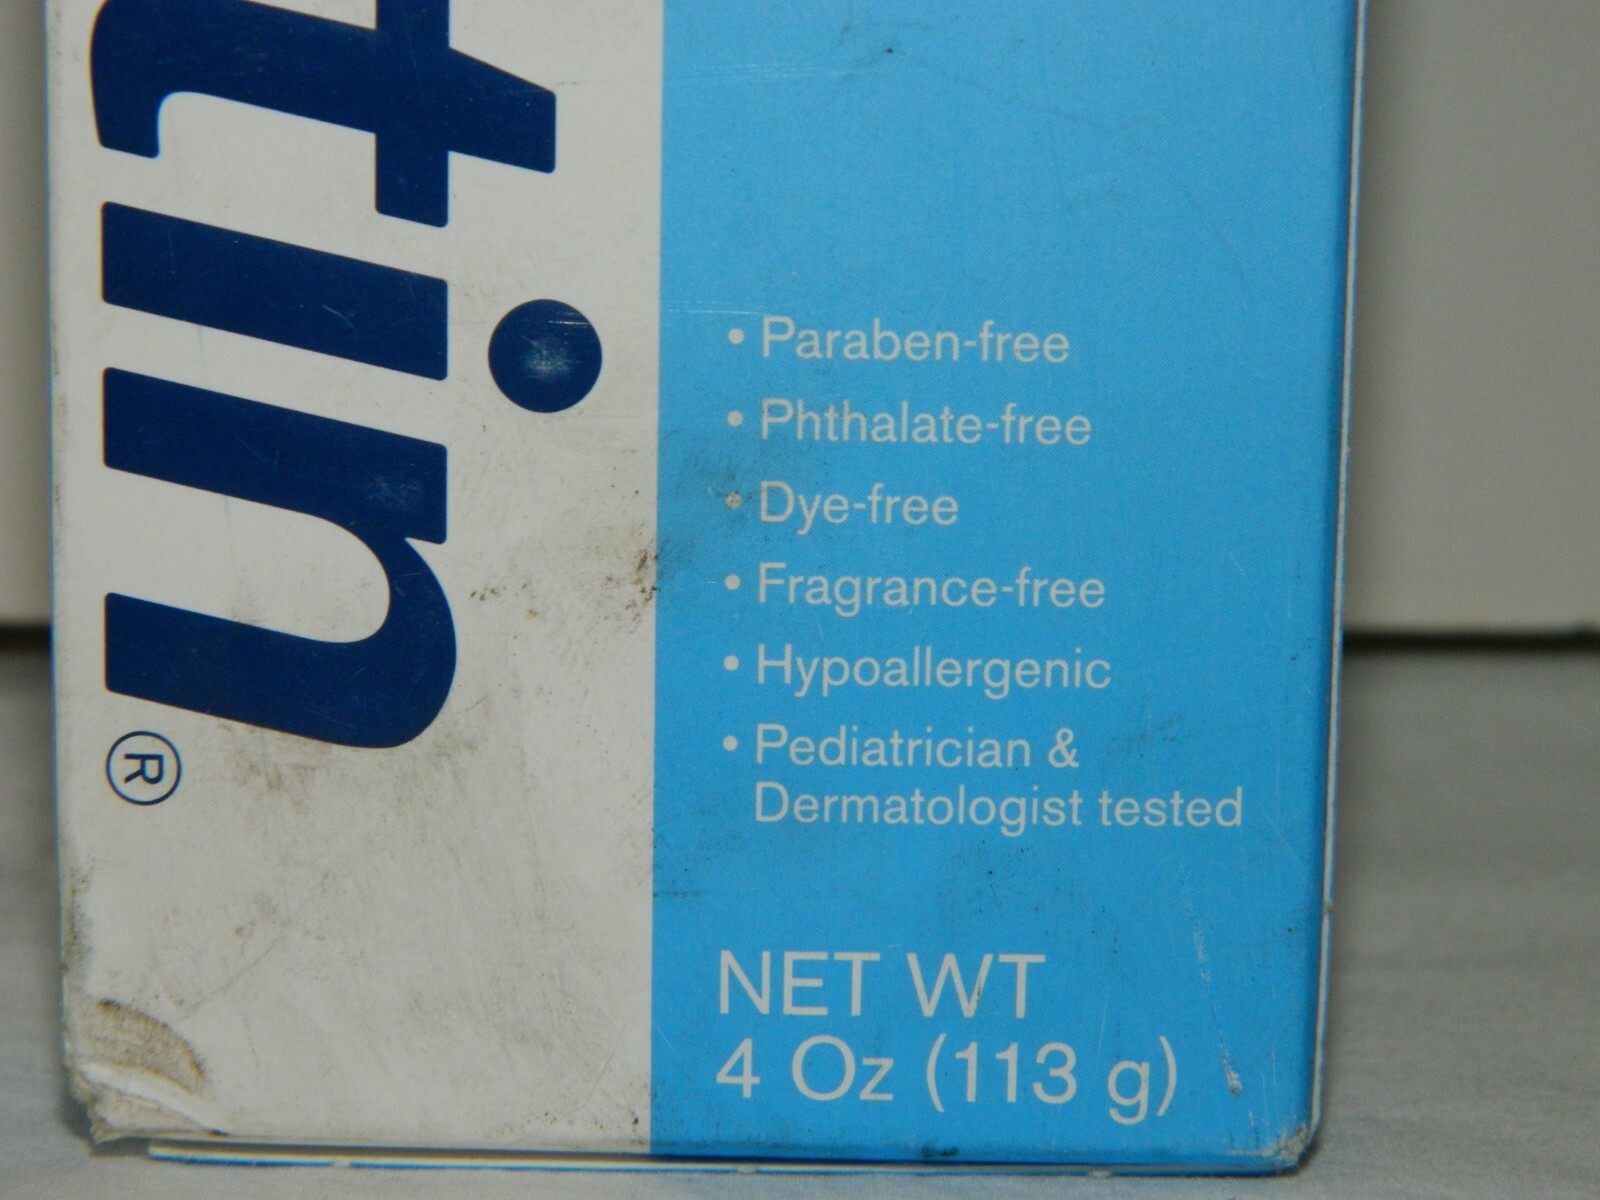 tin®
• Paraben-free
• Phthalate-free
• Dye-free
• Fragrance-free
• Hypoallergenic
• Pediatrician &
Dermatologist tested
NET WT
4 Oz (113 g)